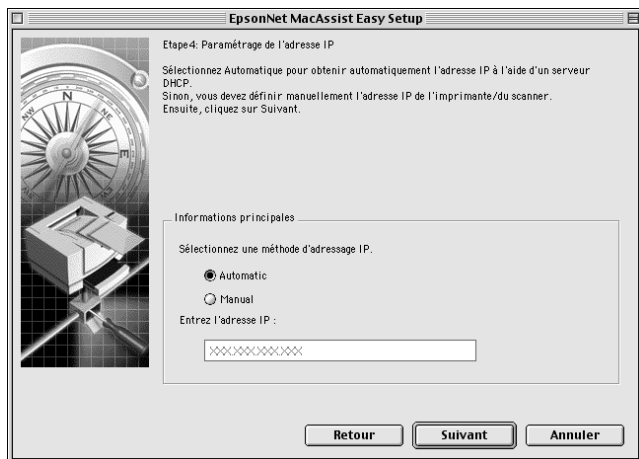 EpsonNet MacAssist Easy Setup
Etape4: Paramétrage de l'adresse IP
Sélectionnez Automatique pour obtenir automatiquement l'adresse IP à l'aide d'un serveur
DHCP.
Sinon, vous devez définir manuellement l'adresse IP de l'imprimante/du scanner.
Ensuite, cliquez sur Suivant.
N
NE
E
NW
Informations principales
Sélectionnez une méthode d'adressage IP.
Automatic
Manual
Entrez l'adresse IP :
XXX.XXX.XXX.XXX
Retour
Suivant
Annuler